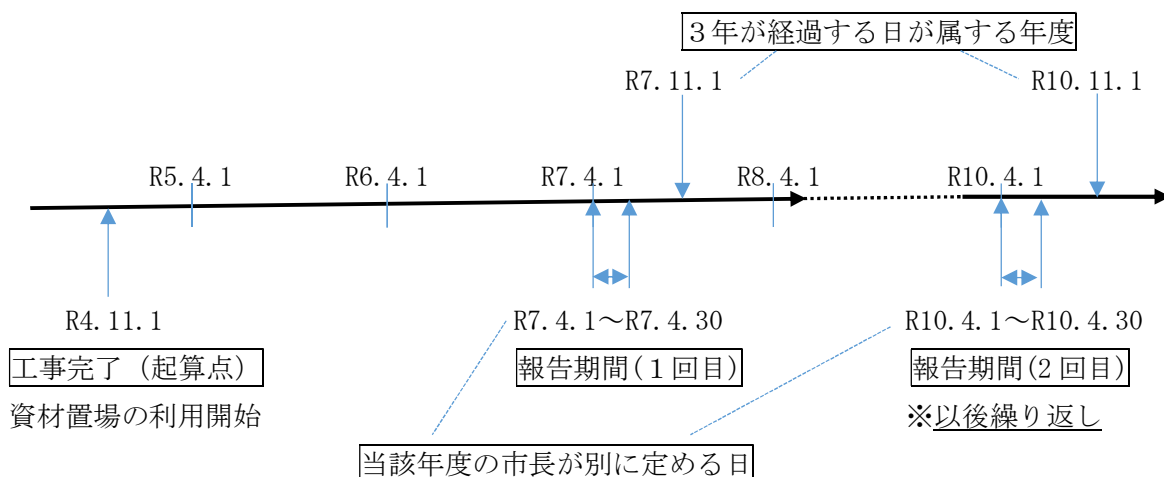 ３年が経過する日が属する年度
R7.11.1
R10.11.1
R5.4.1
R6.4.1
R7.4.1
R8.4.1
R10.4.1
R4.11.1
R7.4.1～R7.4.30
R10.4.1～R10.4.30
工事完了（起算点）
報告期間(１回目)
報告期間(2回目)
資材置場の利用開始
※以後繰り返し
当該年度の市長が別に定める日